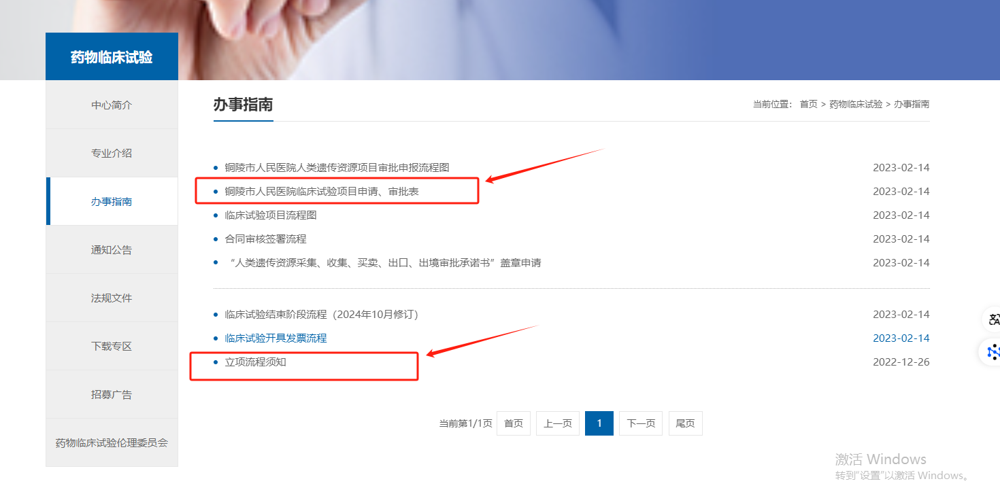 药物临床试验
中心简介
专业介绍
办事指南
通知公告
法规文件
下载专区
招募广告
药物临床试验伦理委员会
办事指南
当前位置： 首页 > 药物临床试验 > 办事指南
铜陵市人民医院人类遗传资源项目审批申报流程图 2023-02-14
铜陵市人民医院临床试验项目申请、审批表 2023-02-14
临床试验项目流程图 2023-02-14
合同审核签署流程 2023-02-14
“人类遗传资源采集、收集、买卖、出口、出境审批承诺书”盖章申请 2023-02-14
临床试验结束阶段流程（2024年10月修订） 2023-02-14
临床试验开具发票流程 2023-02-14
立项流程须知 2022-12-26
当前第1/1页 首页 上一页 1 下一页 尾页
激活 Windows
转到“设置”以激活 Windows。
文A